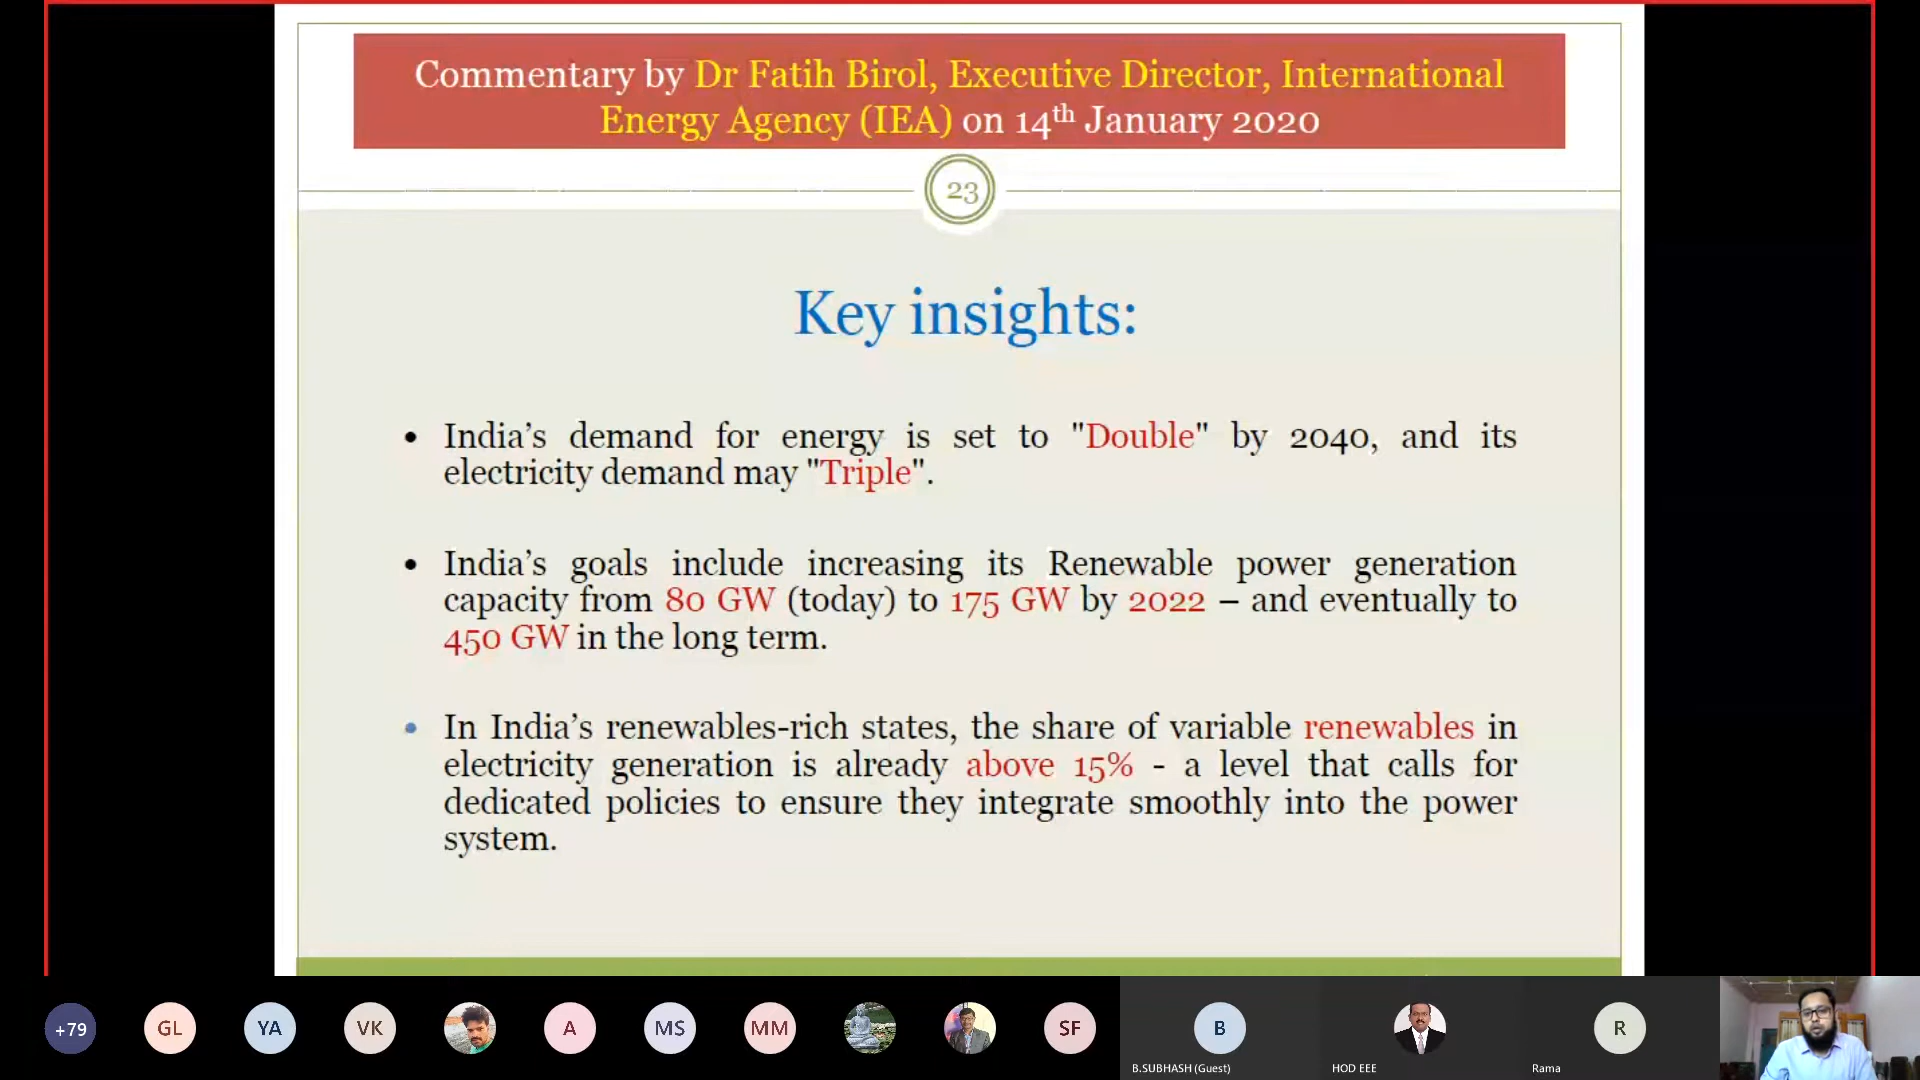 Commentary by Dr Fatih Birol, Executive Director, International
Energy Agency (IEA) on 14th January 2020
23
Key insights:
• India’s demand for energy is set to "Double" by 2040, and its
electricity demand may "Triple".
• India’s goals include increasing its Renewable power generation
capacity from 80 GW (today) to 175 GW by 2022 – and eventually to
450 GW in the long term.
• In India’s renewables-rich states, the share of variable renewables in
electricity generation is already above 15% - a level that calls for
dedicated policies to ensure they integrate smoothly into the power
system.
+79 GL YA VK A MS MM SF B R
B.SUBHASH (Guest) HOD EEE Rama